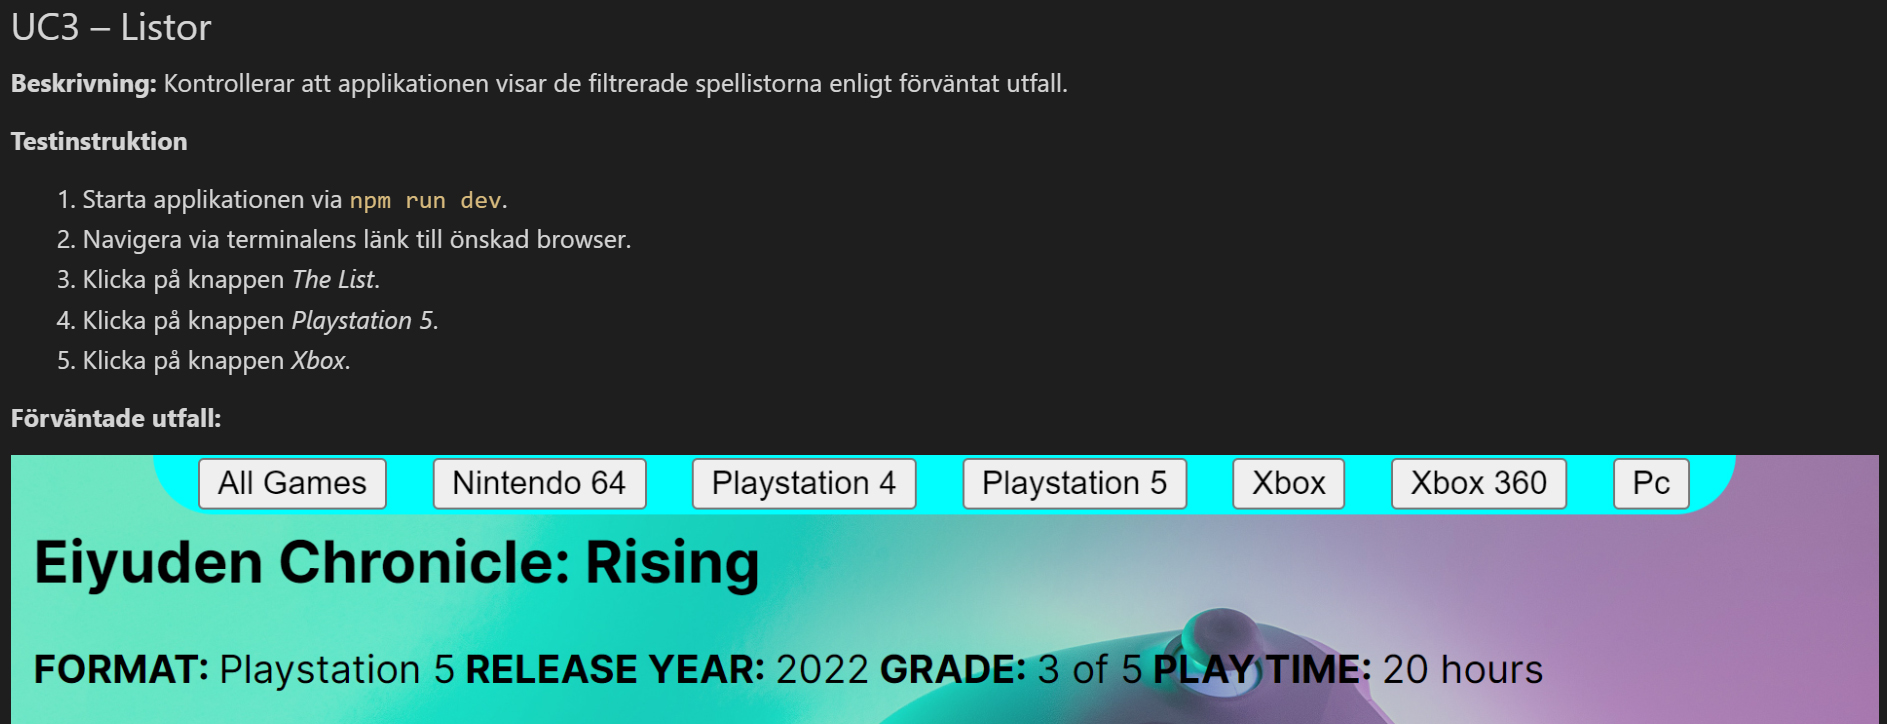 UC3 – Listor
Beskrivning: Kontrollerar att applikationen visar de filtrerade spellistorna enligt förväntat utfall.
Testinstruktion
1. Starta applikationen via npm run dev.
2. Navigera via terminalens länk till önskad browser.
3. Klicka på knappen The List.
4. Klicka på knappen Playstation 5.
5. Klicka på knappen Xbox.
Förväntade utfall:
All Games Nintendo 64 Playstation 4 Playstation 5 Xbox Xbox 360 Pc
Eiyuden Chronicle: Rising
FORMAT: Playstation 5 RELEASE YEAR: 2022 GRADE: 3 of 5 PLAY TIME: 20 hours